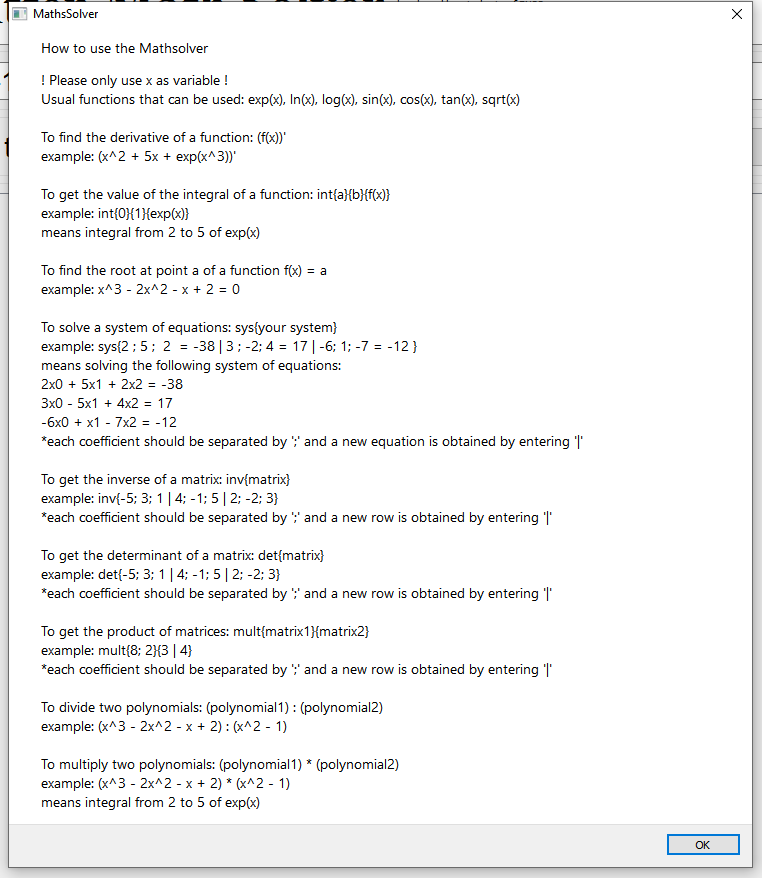 MathsSolver
How to use the Mathsolver
! Please only use x as variable !
Usual functions that can be used: exp(x), ln(x), log(x), sin(x), cos(x), tan(x), sqrt(x)
To find the derivative of a function: (f(x))'
example: (x^2 + 5x + exp(x^3))'
To get the value of the integral of a function: int{a}{b}{f(x)}
example: int{0}{1}{exp(x)}
means integral from 2 to 5 of exp(x)
To find the root at point a of a function f(x) = a
example: x^3 - 2x^2 - x + 2 = 0
To solve a system of equations: sys{your system}
example: sys{2 ; 5 ;  2  = -38 | 3 ; -2; 4 = 17 | -6; 1; -7 = -12 }
means solving the following system of equations:
2x0 + 5x1 + 2x2 = -38
3x0 - 5x1 + 4x2 = 17
-6x0 + x1 - 7x2 = -12
*each coefficient should be separated by ';' and a new equation is obtained by entering '|'
To get the inverse of a matrix: inv{matrix}
example: inv{-5; 3; 1 | 4; -1; 5 | 2; -2; 3}
*each coefficient should be separated by ';' and a new row is obtained by entering '|'
To get the determinant of a matrix: det{matrix}
example: det{-5; 3; 1 | 4; -1; 5 | 2; -2; 3}
*each coefficient should be separated by ';' and a new row is obtained by entering '|'
To get the product of matrices: mult{matrix1}{matrix2}
example: mult{8; 2}{3 | 4}
*each coefficient should be separated by ';' and a new row is obtained by entering '|'
To divide two polynomials: (polynomial1) : (polynomial2)
example: (x^3 - 2x^2 - x + 2) : (x^2 - 1)
To multiply two polynomials: (polynomial1) * (polynomial2)
example: (x^3 - 2x^2 - x + 2) * (x^2 - 1)
means integral from 2 to 5 of exp(x)
OK